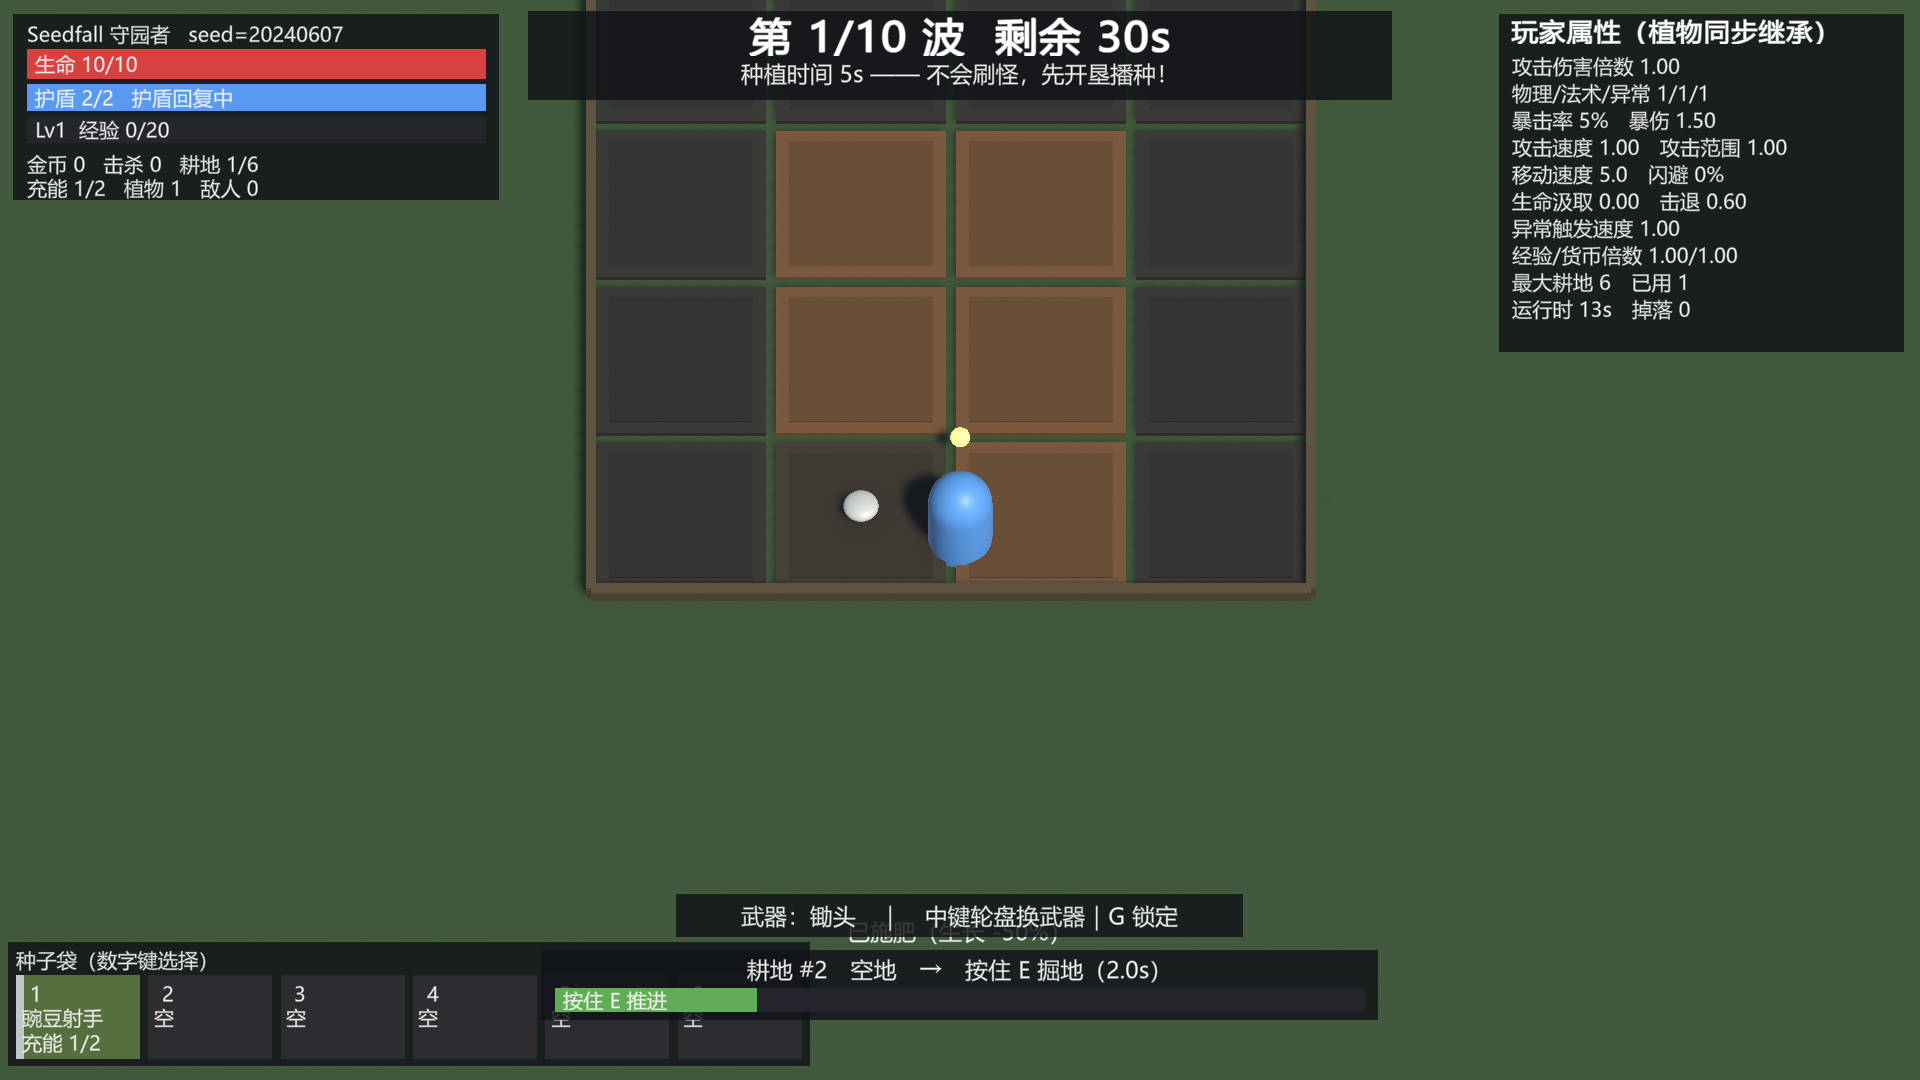 Seedfall 守园者 seed=20240607
生命 10/10
护盾 2/2 护盾回复中
Lv1 经验 0/20
金币 0 击杀 0 耕地 1/6
充能 1/2 植物 1 敌人 0
第 1/10 波 剩余 30s
种植时间 5s —— 不会刷怪，先开垦播种！
玩家属性（植物同步继承）
攻击伤害倍数 1.00
物理/法术/异常 1/1/1
暴击率 5% 暴伤 1.50
攻击速度 1.00 攻击范围 1.00
移动速度 5.0 闪避 0%
生命汲取 0.00 击退 0.60
异常触发速度 1.00
经验/货币倍数 1.00/1.00
最大耕地 6 已用 1
运行时 13s 掉落 0
武器：锄头 | 中键轮盘换武器 | G 锁定
已施肥（生长 -50%）
耕地 #2 空地 → 按住 E 掘地（2.0s）
按住 E 推进
种子袋（数字键选择）
1
豌豆射手
充能 1/2
2
空
3
空
4
空
空
空